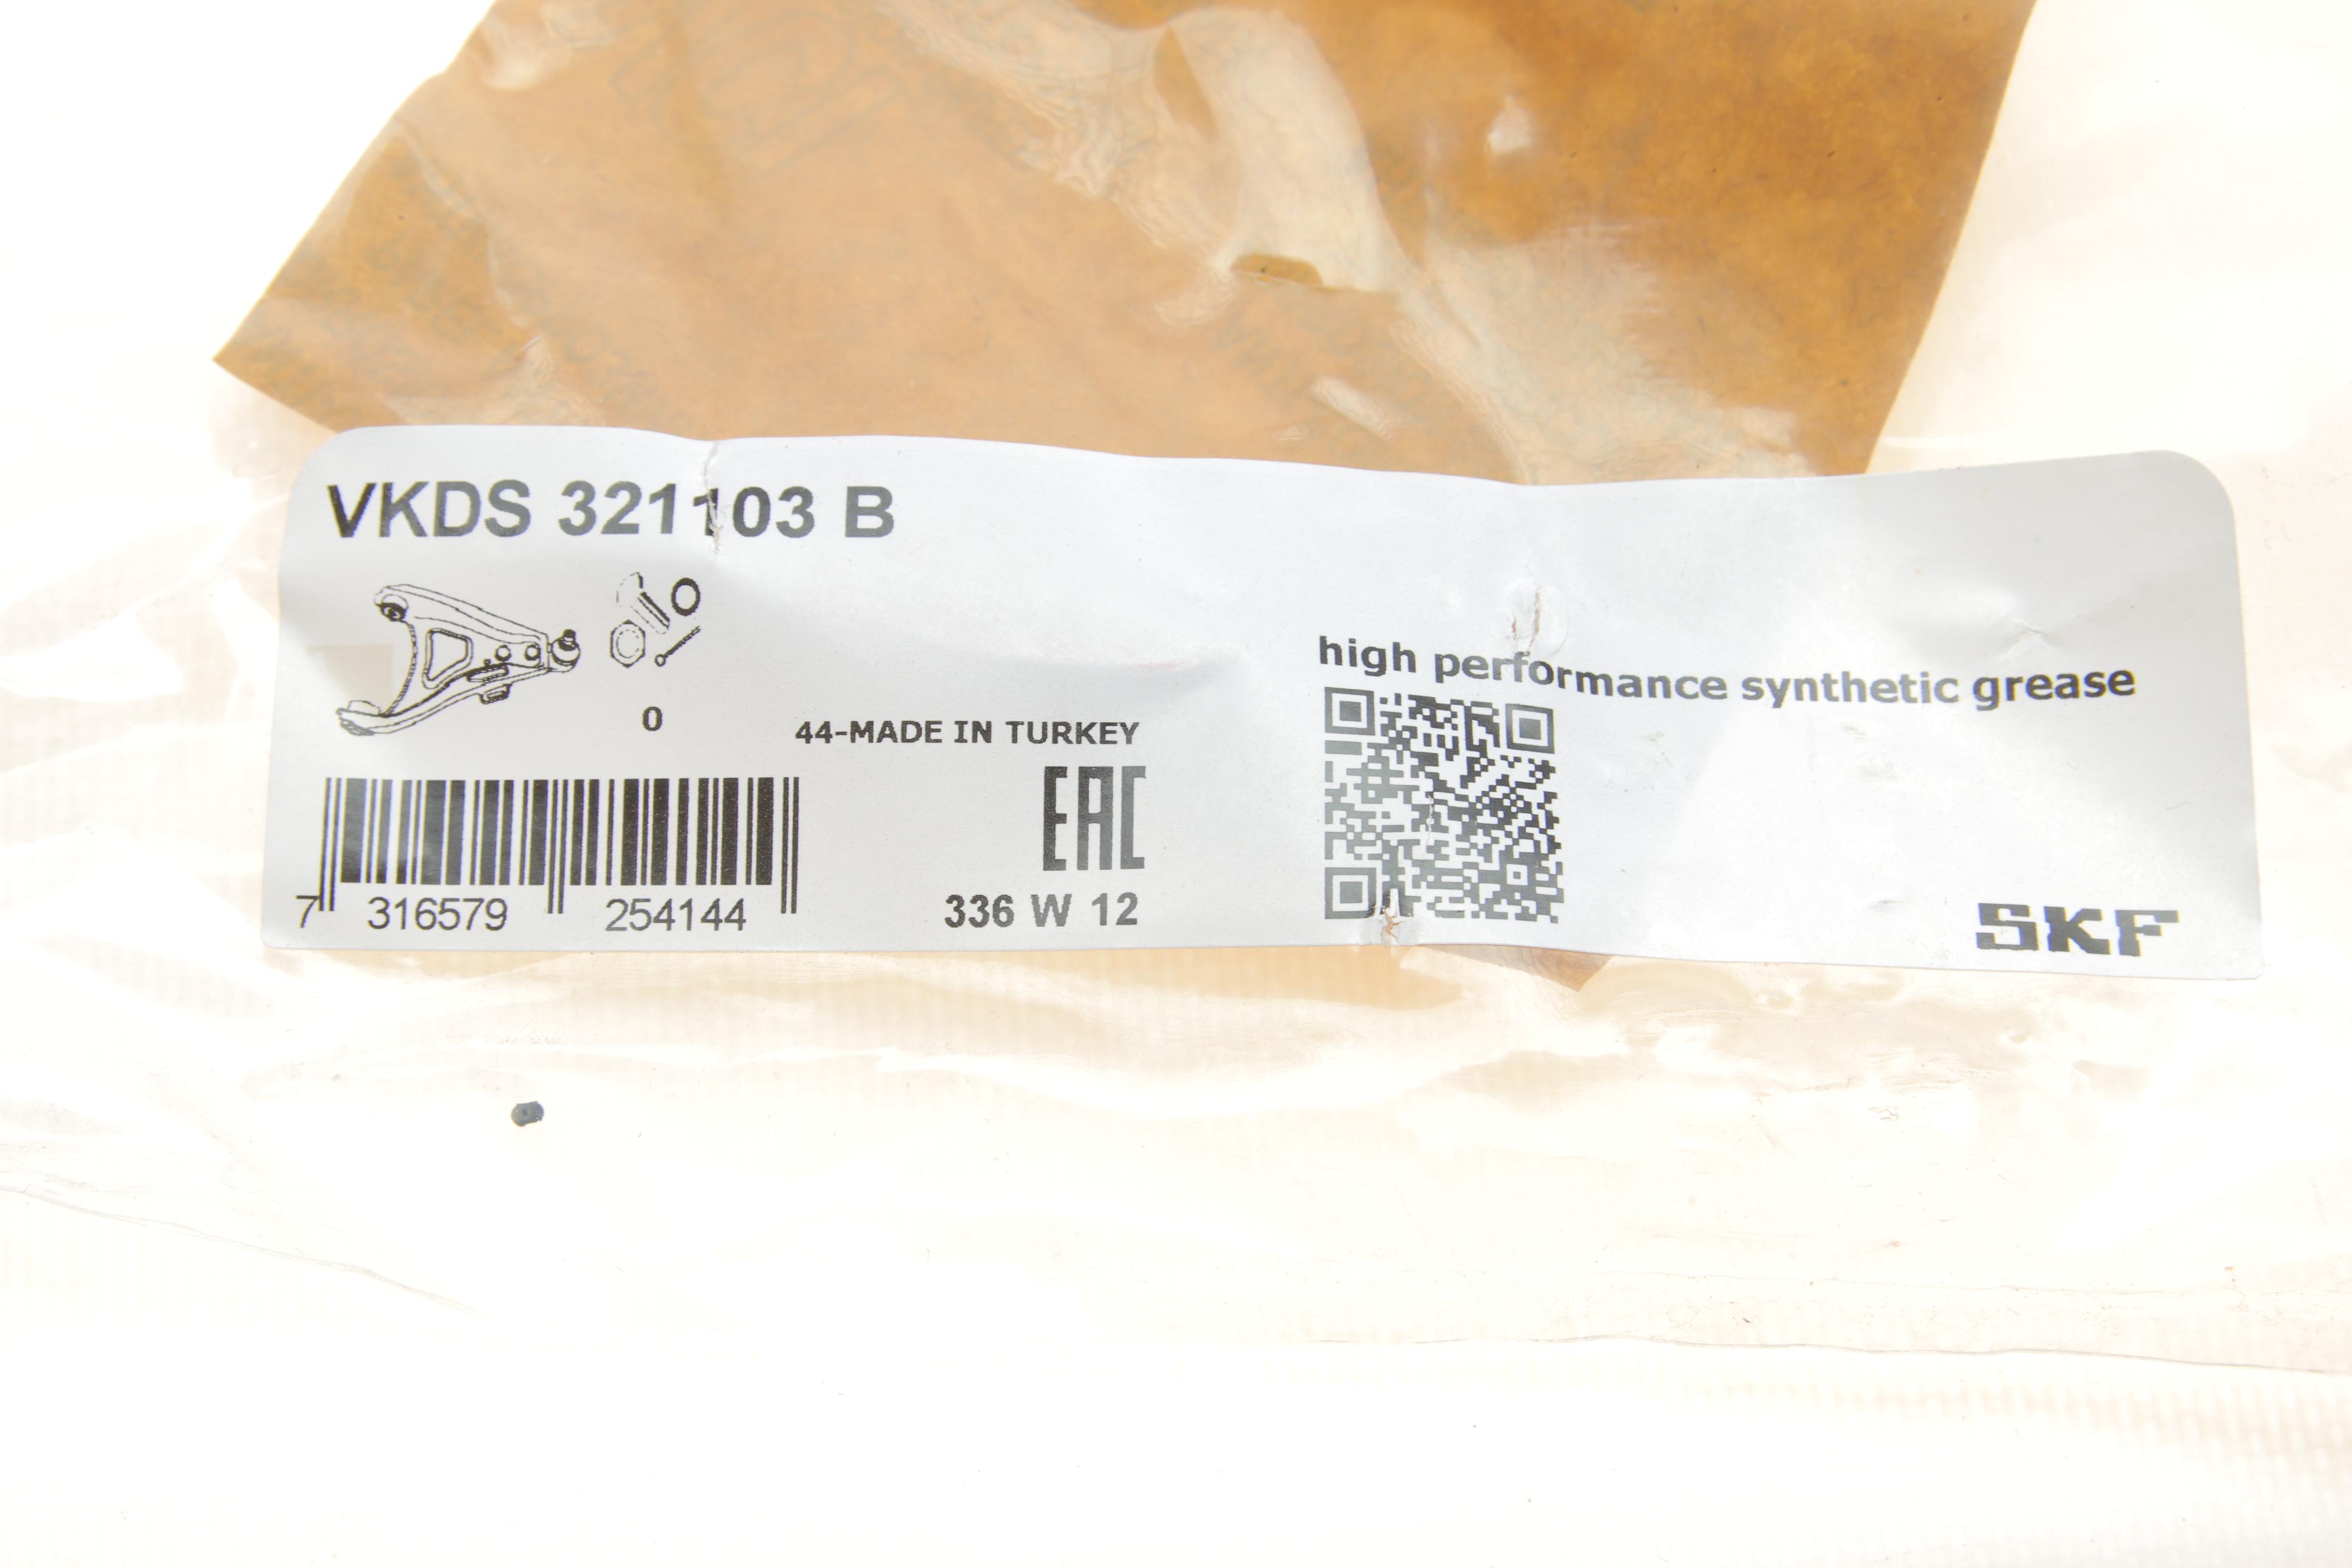 VKDS 321103 B
0
44-MADE IN TURKEY
EAC
7 316579 254144
336 W 12
high performance synthetic grease
SKF